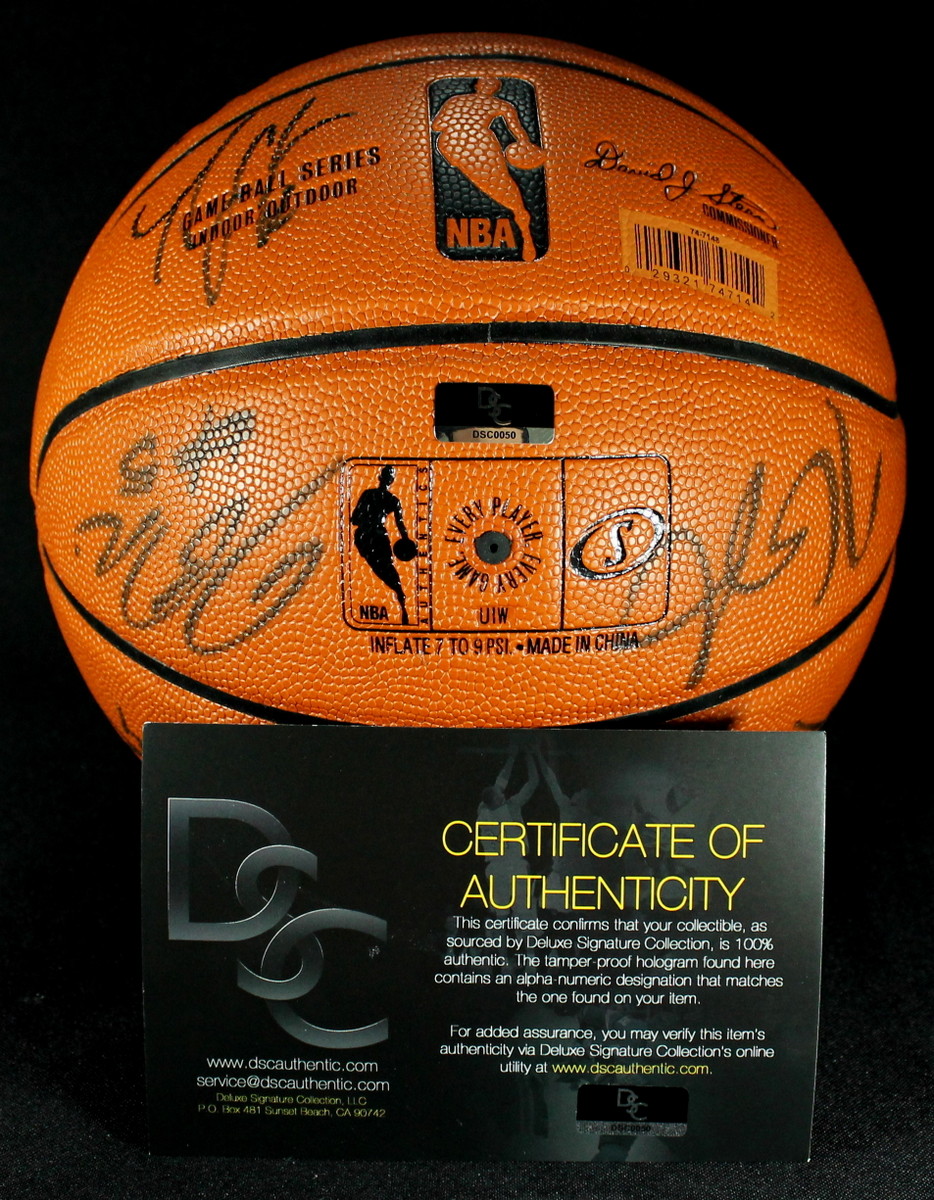 GAME BALL SERIES
INDOOR/OUTDOOR
NBA
David J Stern
COMMISSIONER
74-714S
0 29321 74714 2
DSC
DSC0050
NBA
AUTHENTICS
EVERY PLAYER. EVERY GAME.
UIW
S
INFLATE 7 TO 9 PSI. • MADE IN CHINA
DSC
CERTIFICATE OF
AUTHENTICITY
This certificate confirms that your collectible, as
sourced by Deluxe Signature Collection, is 100%
authentic. The tamper-proof hologram found here
contains an alpha-numeric designation that matches
the one found on your item.
For added assurance, you may verify this item's
authenticity via Deluxe Signature Collection's online
utility at www.dscauthentic.com.
www.dscauthentic.com
service@dscauthentic.com
Deluxe Signature Collection, LLC
P.O. Box 481 Sunset Beach, CA 90742
DSC
DSC0050